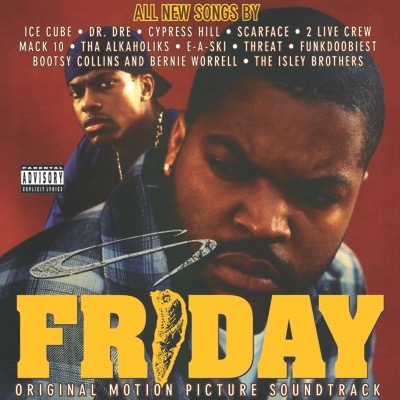 ALL NEW SONGS BY
ICE CUBE • DR. DRE • CYPRESS HILL • SCARFACE • 2 LIVE CREW
MACK 10 • THA ALKAHOLIKS • E-A-SKI • THREAT • FUNKDOOBIEST
BOOTSY COLLINS AND BERNIE WORRELL • THE ISLEY BROTHERS
PARENTAL
ADVISORY
EXPLICIT LYRICS
FRIDAY
ORIGINAL MOTION PICTURE SOUNDTRACK